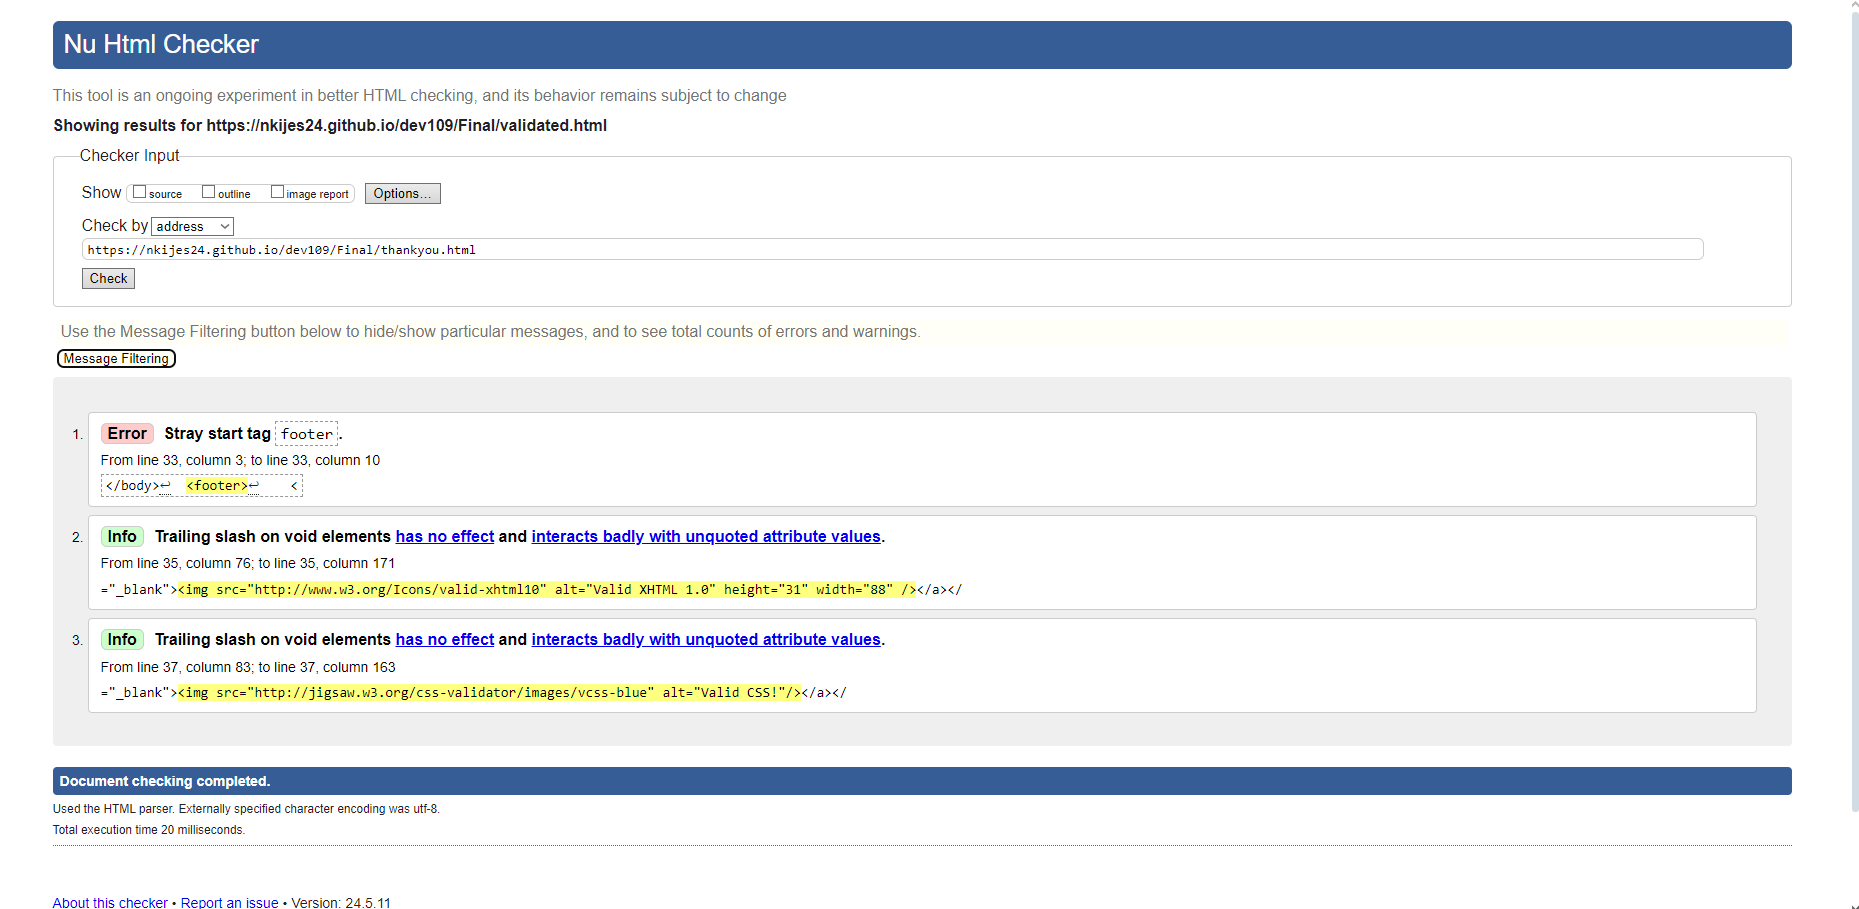 Nu Html Checker
This tool is an ongoing experiment in better HTML checking, and its behavior remains subject to change
Showing results for https://nkijes24.github.io/dev109/Final/validated.html
Checker Input
Show source outline image report Options...
Check by address
https://nkijes24.github.io/dev109/Final/thankyou.html
Check
Use the Message Filtering button below to hide/show particular messages, and to see total counts of errors and warnings.
Message Filtering
1. Error Stray start tag footer.
From line 33, column 3; to line 33, column 10
</body>↩ <footer>↩ <
2. Info Trailing slash on void elements has no effect and interacts badly with unquoted attribute values.
From line 35, column 76; to line 35, column 171
="_blank"><img src="http://www.w3.org/Icons/valid-xhtml10" alt="Valid XHTML 1.0" height="31" width="88" /></a></
3. Info Trailing slash on void elements has no effect and interacts badly with unquoted attribute values.
From line 37, column 83; to line 37, column 163
="_blank"><img src="http://jigsaw.w3.org/css-validator/images/vcss-blue" alt="Valid CSS!"/></a></
Document checking completed.
Used the HTML parser. Externally specified character encoding was utf-8.
Total execution time 20 milliseconds.
About this checker • Report an issue • Version: 24.5.11